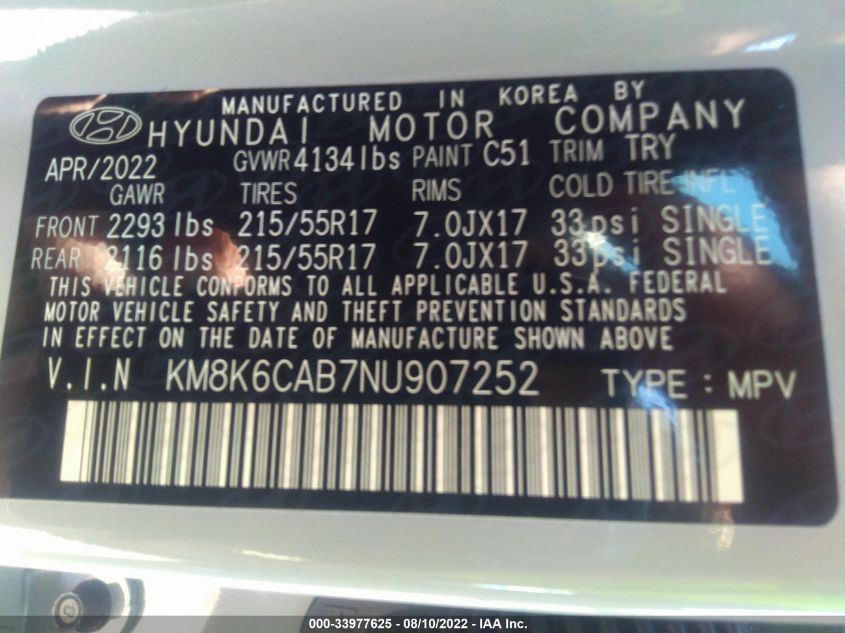 MANUFACTURED IN KOREA BY
HYUNDAI MOTOR COMPANY
APR/2022 GVWR 4134 lbs PAINT C51 TRIM TRY
GAWR TIRES RIMS COLD TIRE INFL
FRONT 2293 lbs 215/55R17 7.0JX17 33psi SINGLE
REAR 2116 lbs 215/55R17 7.0JX17 33psi SINGLE
THIS VEHICLE CONFORMS TO ALL APPLICABLE U.S.A. FEDERAL
MOTOR VEHICLE SAFETY AND THEFT PREVENTION STANDARDS
IN EFFECT ON THE DATE OF MANUFACTURE SHOWN ABOVE
V.I.N KM8K6CAB7NU907252 TYPE : MPV
000-33977625 - 08/10/2022 - IAAI.com